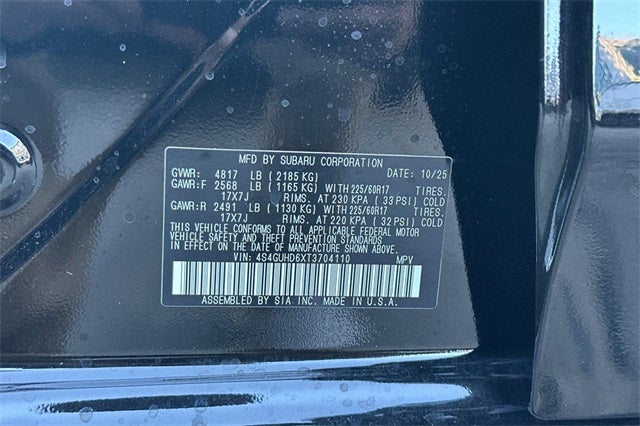 MFD BY SUBARU CORPORATION
GWVR: 4817 LB ( 2185 KG) DATE: 10/25
GAWR:F 2568 LB ( 1165 KG) WITH 225/60R17 TIRES.
17X7J RIMS. AT 230 KPA ( 33 PSI) COLD
GAWR:R 2491 LB ( 1130 KG) WITH 225/60R17 TIRES.
17X7J RIMS. AT 220 KPA ( 32 PSI) COLD
THIS VEHICLE CONFORMS TO ALL APPLICABLE FEDERAL MOTOR
VEHICLE SAFETY AND THEFT PREVENTION STANDARDS
IN EFFECT ON THE DATE OF MANUFACTURE SHOWN ABOVE.
VIN: 4S4GUHD6XT3704110 MPV
ASSEMBLED BY SIA INC. IN U.S.A.